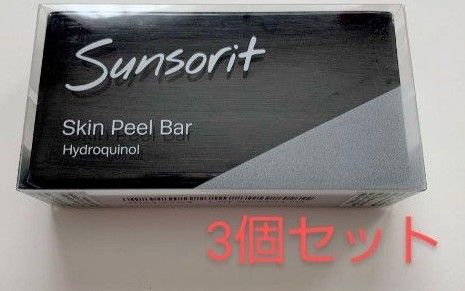 Sunsorit
Skin Peel Bar
Hydroquinol
3個セット